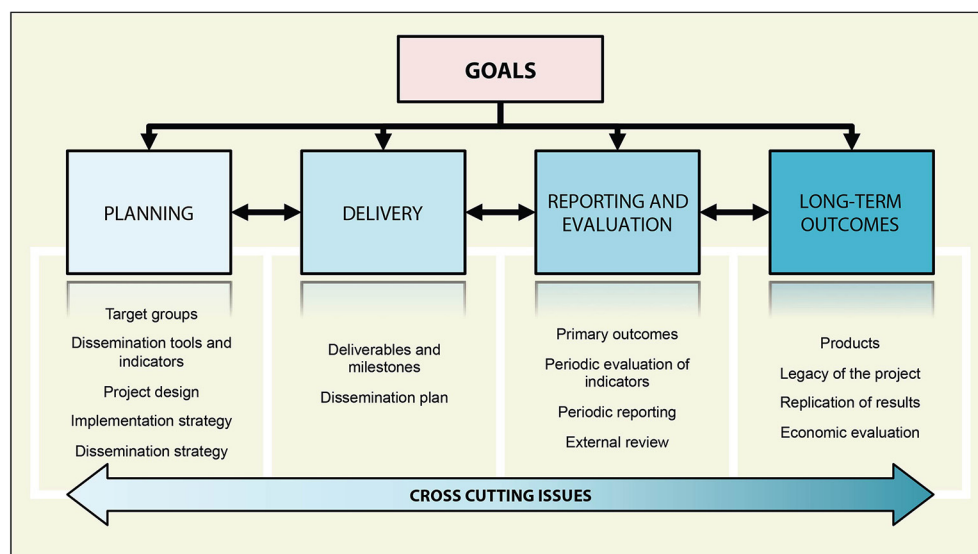 GOALS
PLANNING
DELIVERY
REPORTING AND
EVALUATION
LONG-TERM
OUTCOMES
Target groups
Dissemination tools and
indicators
Project design
Implementation strategy
Dissemination strategy
Deliverables and
milestones
Dissemination plan
Primary outcomes
Periodic evaluation of
indicators
Periodic reporting
External review
Products
Legacy of the project
Replication of results
Economic evaluation
CROSS CUTTING ISSUES